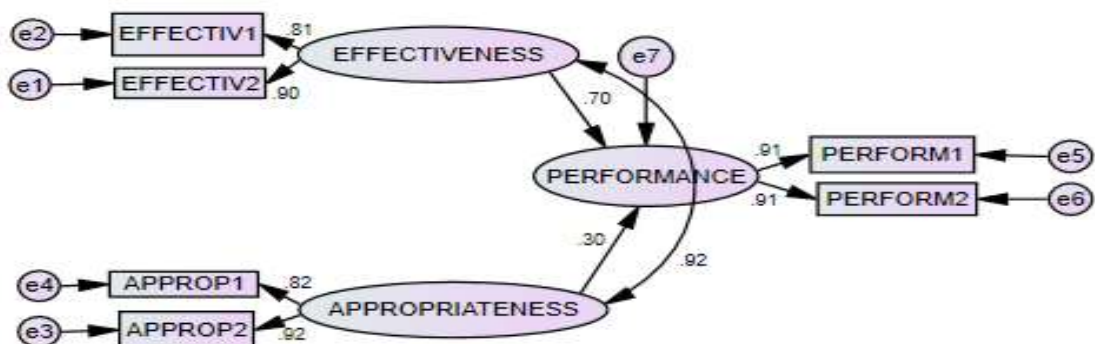 e2
EFFECTIV1
.81
EFFECTIVENESS
e7
e1
EFFECTIV2
.90
.70
PERFORMANCE
.91
PERFORM1
e5
.91
PERFORM2
e6
.30
.92
e4
APPROP1
.82
APPROPRIATENESS
e3
APPROP2
.92